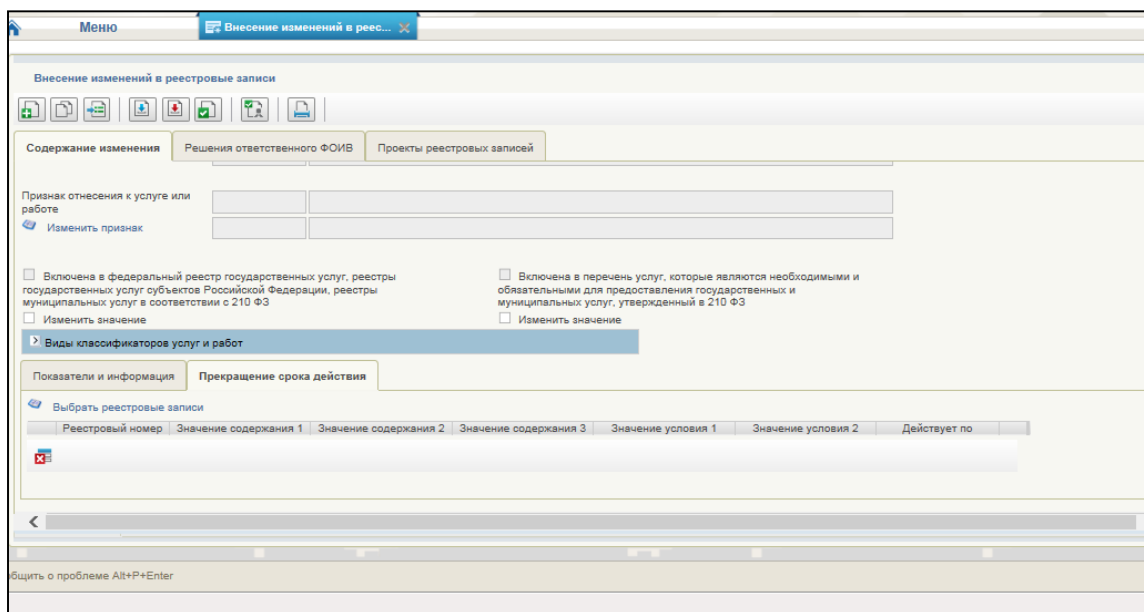 Меню
Внесение изменений в реес...
Внесение изменений в реестровые записи
Содержание изменения
Решения ответственного ФОИВ
Проекты реестровых записей
Признак отнесения к услуге или
работе
Изменить признак
Включена в федеральный реестр государственных услуг, реестры
государственных услуг субъектов Российской Федерации, реестры
муниципальных услуг в соответствии с 210 ФЗ
Изменить значение
Включена в перечень услуг, которые являются необходимыми и
обязательными для предоставления государственных и
муниципальных услуг, утвержденный в 210 ФЗ
Изменить значение
Виды классификаторов услуг и работ
Показатели и информация
Прекращение срока действия
Выбрать реестровые записи
Реестровый номер Значение содержания 1 Значение содержания 2 Значение содержания 3 Значение условия 1 Значение условия 2 Действует по
общить о проблеме Alt+P+Enter